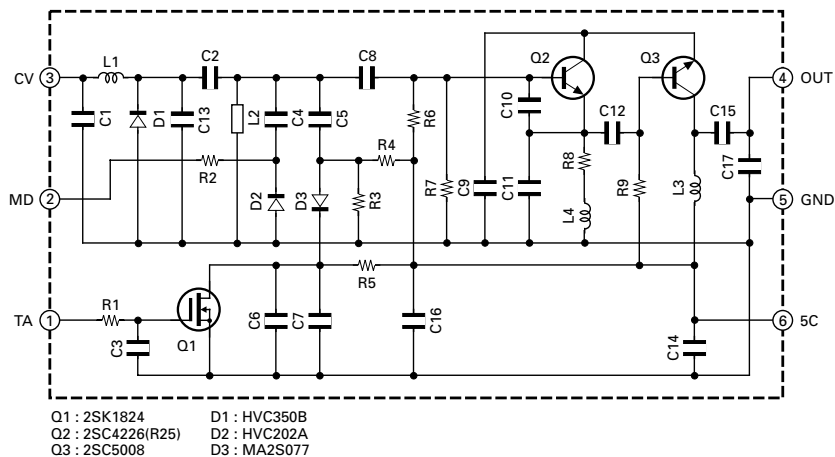 L1
C2
C8
Q2
Q3
CV 3
4 OUT
C1
D1
C13
L2
C4
C5
R6
C10
C12
C15
R4
R8
C17
R2
MD 2
D2
D3
R3
R7
C9
C11
L4
R9
L3
5 GND
R5
TA 1
R1
C3
Q1
C6
C7
C16
C14
6 5C
Q1 : 2SK1824 D1 : HVC350B
Q2 : 2SC4226(R25) D2 : HVC202A
Q3 : 2SC5008 D3 : MA2S077